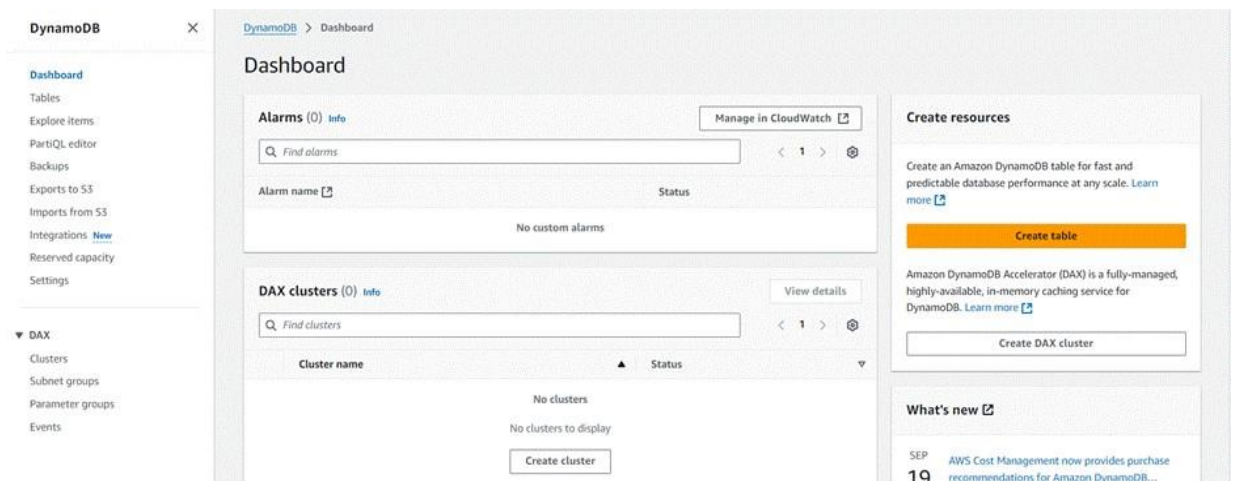 DynamoDB
Dashboard
Tables
Explore items
PartiQL editor
Backups
Exports to S3
Imports from S3
Integrations New
Reserved capacity
Settings
DAX
Clusters
Subnet groups
Parameter groups
Events
DynamoDB > Dashboard
Dashboard
Alarms (0) Info
Manage in CloudWatch
Find alarms
< 1 >
Alarm name
Status
No custom alarms
DAX clusters (0) Info
View details
Find clusters
< 1 >
Cluster name
Status
No clusters
No clusters to display
Create cluster
Create resources
Create an Amazon DynamoDB table for fast and
predictable database performance at any scale. Learn
more
Create table
Amazon DynamoDB Accelerator (DAX) is a fully-managed,
highly-available, in-memory caching service for
DynamoDB. Learn more
Create DAX cluster
What's new
SEP
19
AWS Cost Management now provides purchase
recommendations for Amazon DynamoDB...